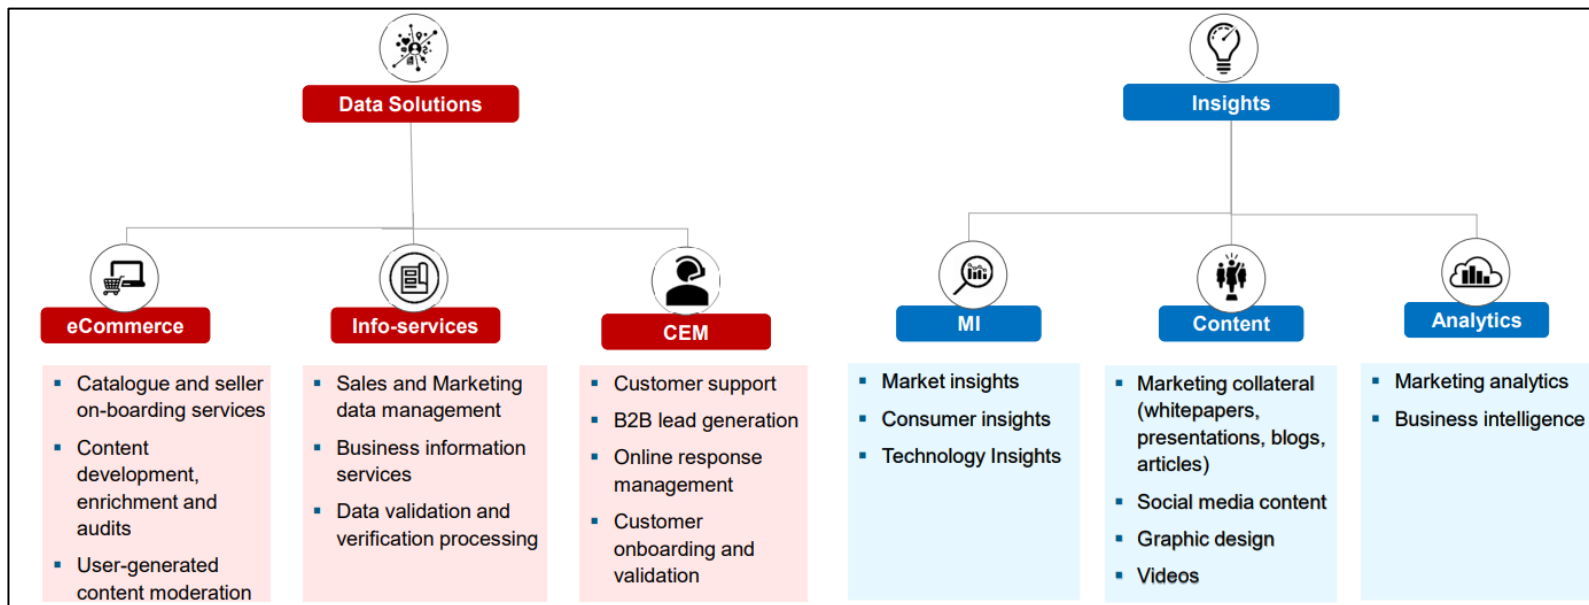 Data Solutions
Insights
eCommerce
Info-services
CEM
MI
Content
Analytics
▪ Catalogue and seller
on-boarding services
▪ Content
development,
enrichment and
audits
▪ User-generated
content moderation
▪ Sales and Marketing
data management
▪ Business information
services
▪ Data validation and
verification processing
▪ Customer support
▪ B2B lead generation
▪ Online response
management
▪ Customer
onboarding and
validation
▪ Market insights
▪ Consumer insights
▪ Technology Insights
▪ Marketing collateral
(whitepapers,
presentations, blogs,
articles)
▪ Social media content
▪ Graphic design
▪ Videos
▪ Marketing analytics
▪ Business intelligence